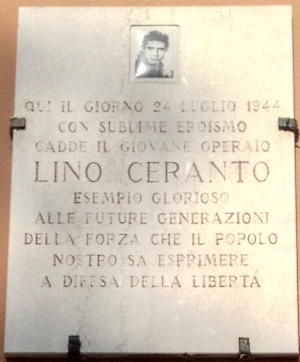 QUI IL GIORNO 24 LUGLIO 1944
CON SUBLIME EROISMO
CADDE IL GIOVANE OPERAIO
LINO CERANTO
ESEMPIO GLORIOSO
ALLE FUTURE GENERAZIONI
DELLA FORZA CHE IL POPOLO
NOSTRO SA ESPRIMERE
A DIFESA DELLA LIBERTÁ